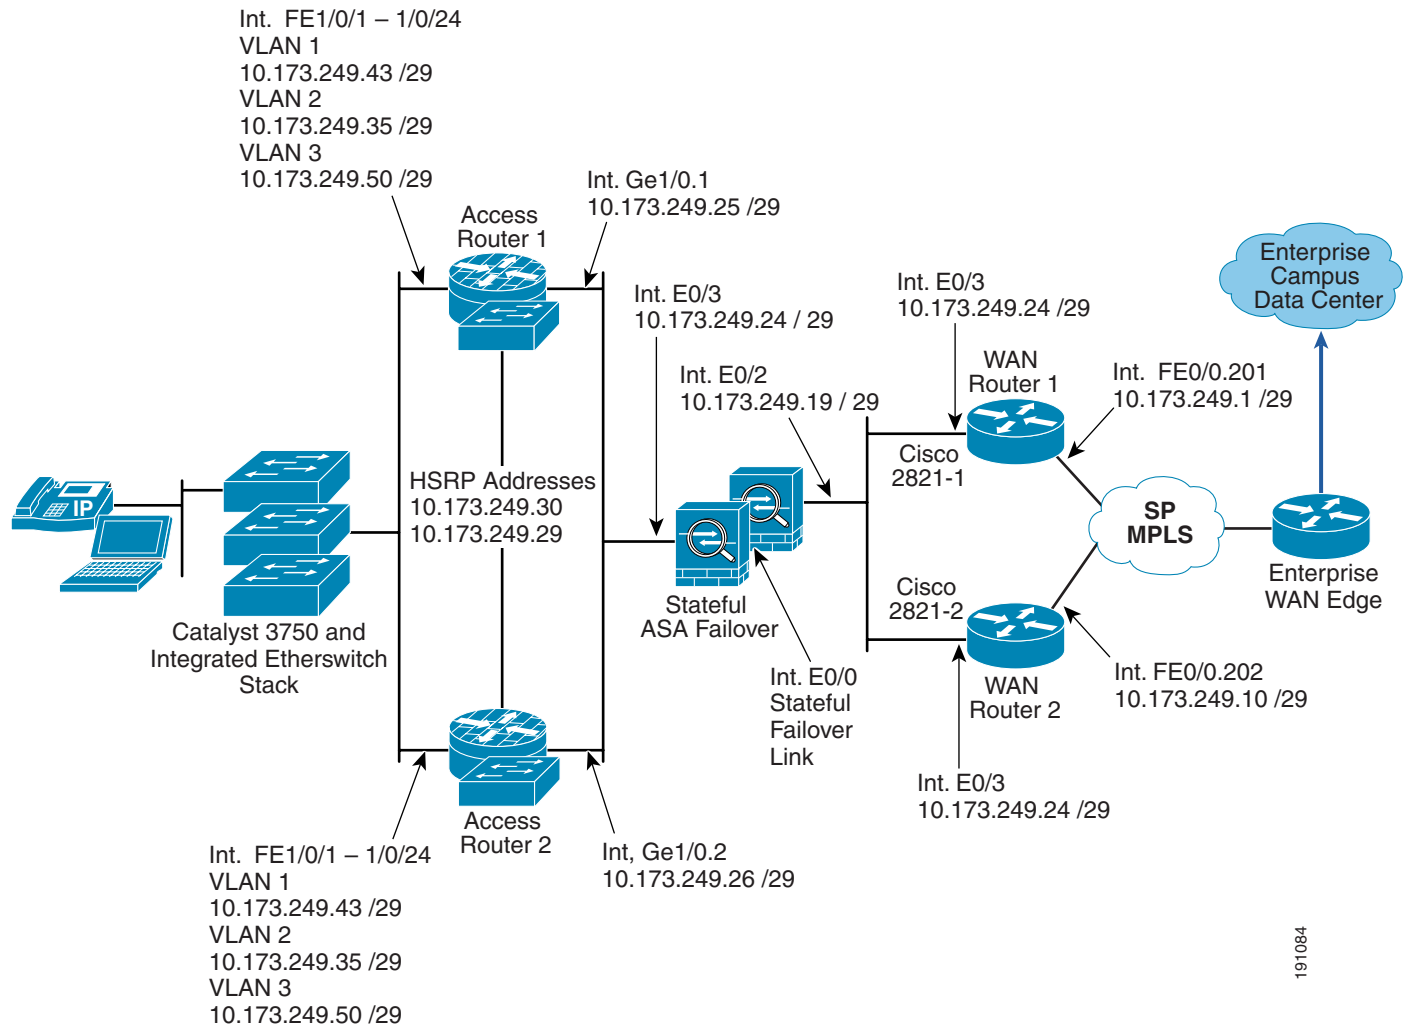 Int.  FE1/0/1 – 1/0/24
VLAN 1
10.173.249.43 /29
VLAN 2
10.173.249.35 /29
VLAN 3
10.173.249.50 /29
Access
Router 1
Int. Ge1/0.1
10.173.249.25 /29
Int. E0/3
10.173.249.24 / 29
Int. E0/2
10.173.249.19 / 29
Int. E0/3
10.173.249.24 /29
WAN
Router 1
Int.  FE0/0.201
10.173.249.1 /29
Enterprise
Campus
Data Center
Cisco
2821-1
HSRP Addresses
10.173.249.30
10.173.249.29
IP
SP
MPLS
Enterprise
WAN Edge
Cisco
2821-2
Stateful
ASA Failover
Catalyst 3750 and
Integrated Etherswitch
Stack
Int. E0/0
Stateful
Failover
Link
WAN
Router 2
Int. FE0/0.202
10.173.249.10 /29
Int. E0/3
10.173.249.24 /29
Access
Router 2
Int, Ge1/0.2
10.173.249.26 /29
Int.  FE1/0/1 – 1/0/24
VLAN 1
10.173.249.43 /29
VLAN 2
10.173.249.35 /29
VLAN 3
10.173.249.50 /29
191084